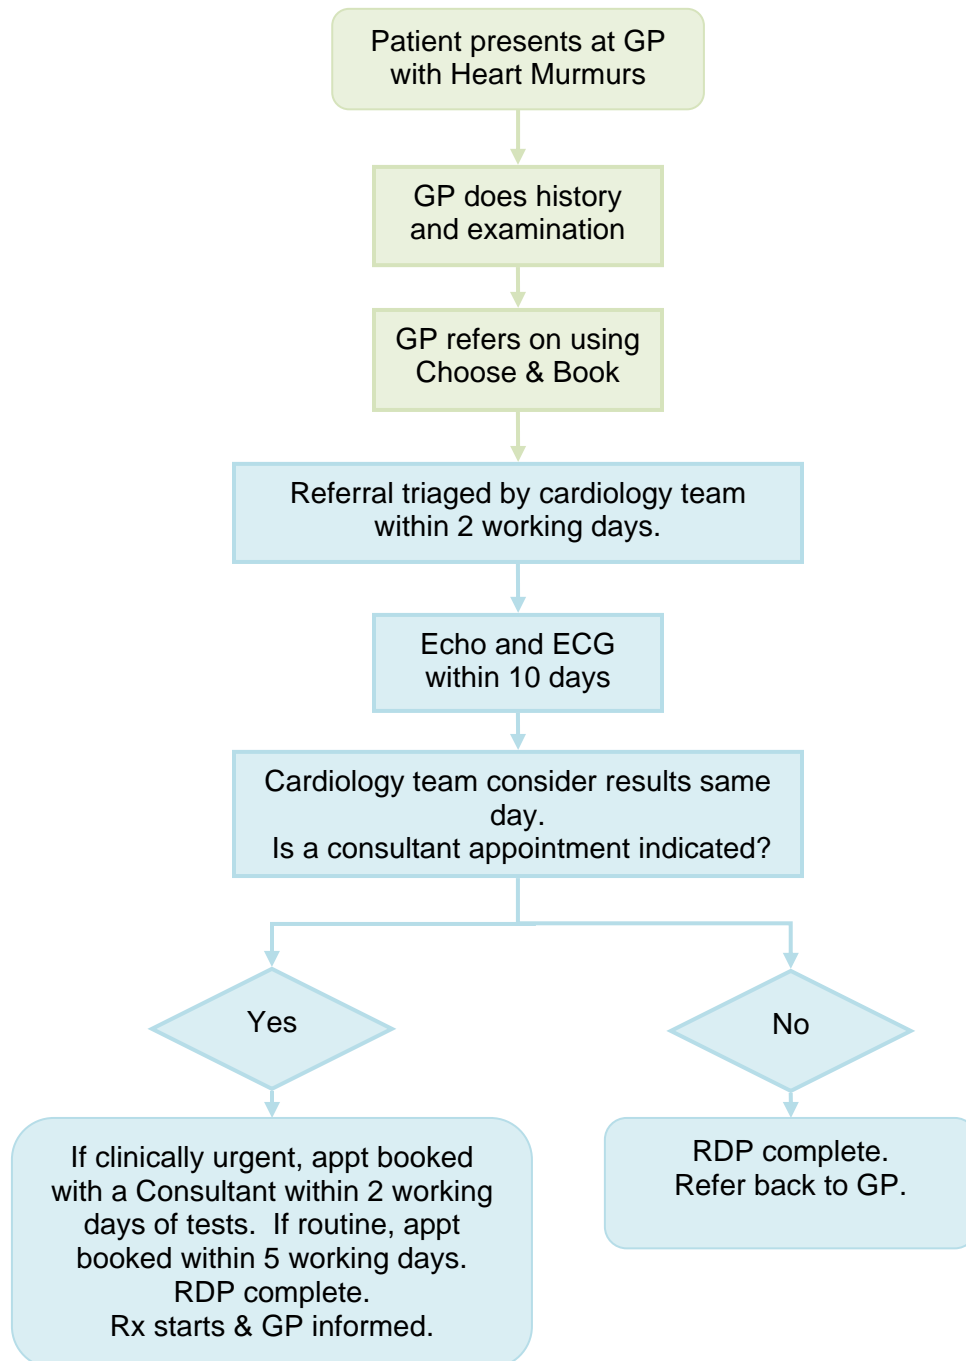 Patient presents at GP
with Heart Murmurs
GP does history
and examination
GP refers on using
Choose & Book
Referral triaged by cardiology team
within 2 working days.
Echo and ECG
within 10 days
Cardiology team consider results same
day.
Is a consultant appointment indicated?
Yes
No
If clinically urgent, appt booked
with a Consultant within 2 working
days of tests.  If routine, appt
booked within 5 working days.
RDP complete.
Rx starts & GP informed.
RDP complete.
Refer back to GP.